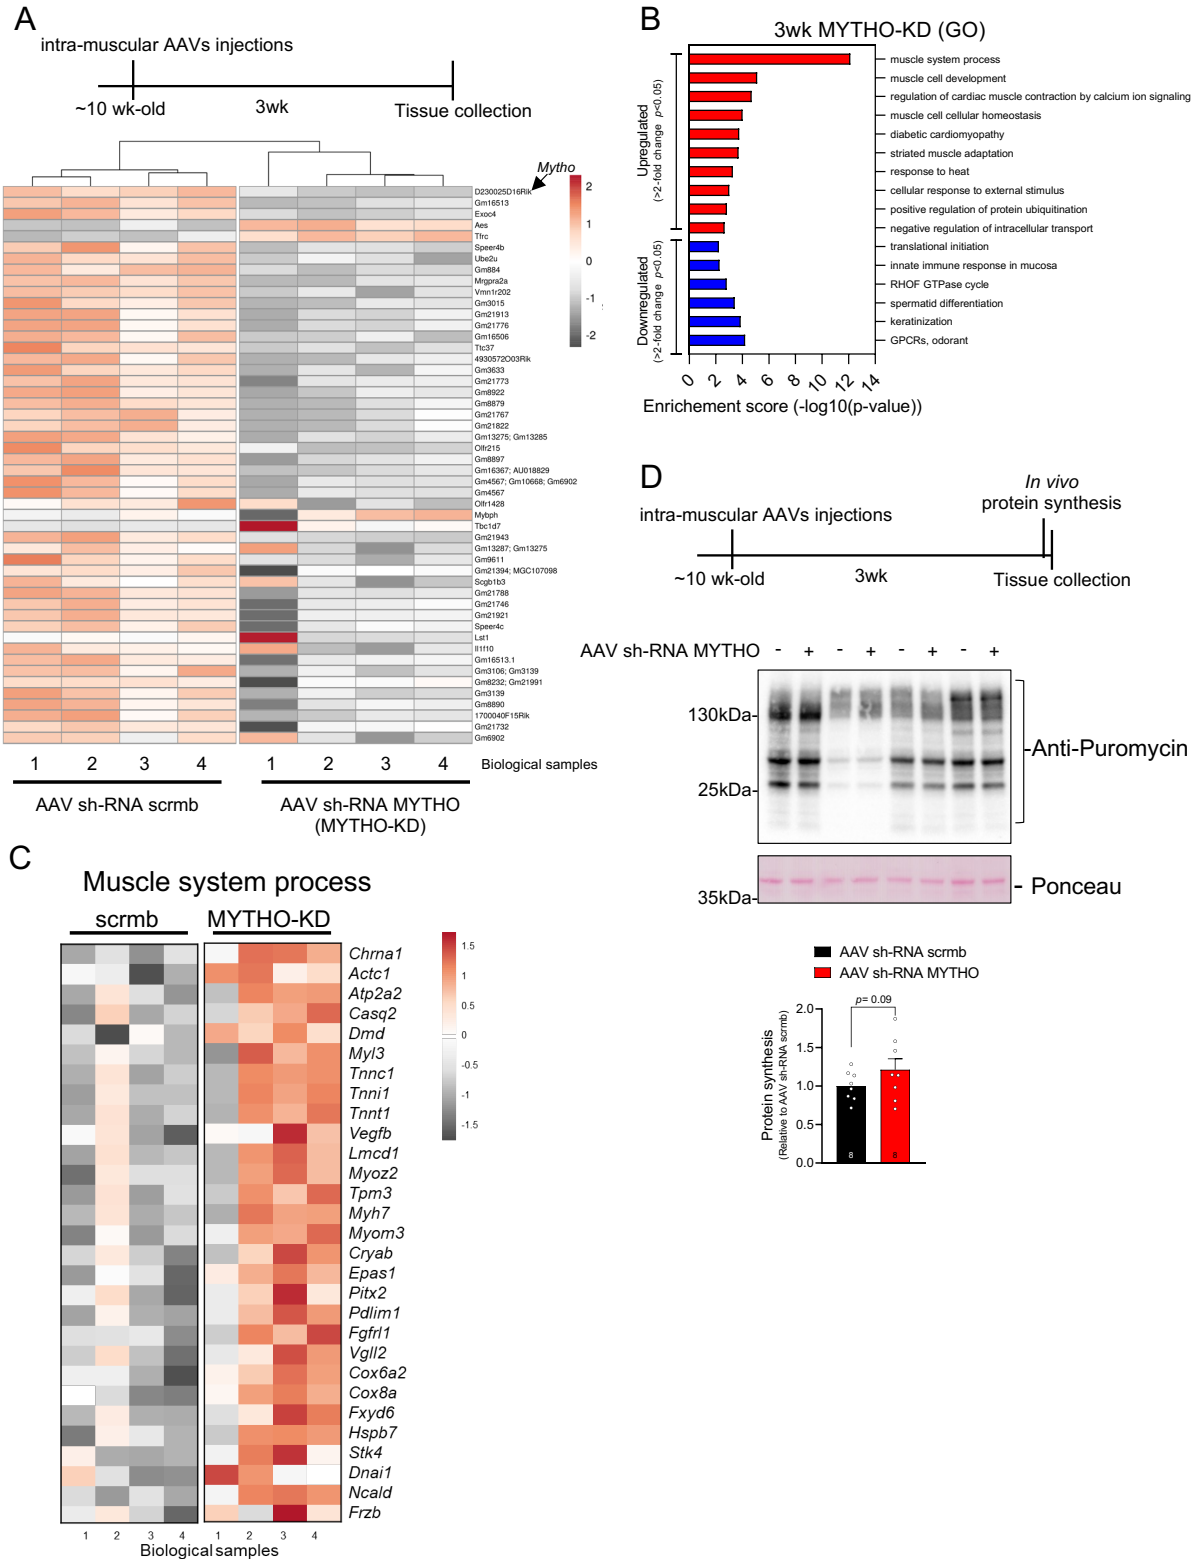 A
intra-muscular AAVs injections
~10 wk-old
3wk
Tissue collection
Mytho
D230025D16Rik
Gm16513
Exoc4
Aes
Tfrc
Speer4b
Ube2u
Gm884
Mrgpra2a
Vmn1r202
Gm3015
Gm21913
Gm21776
Gm16506
Ttc37
4930572O03Rik
Gm3633
Gm21773
Gm8922
Gm8879
Gm21767
Gm21822
Gm13275; Gm13285
Olfr215
Gm8897
Gm16367; AU018829
Gm4567; Gm10668; Gm6902
Gm4567
Olfr1428
Mybph
Tbc1d7
Gm21943
Gm13287; Gm13275
Gm9611
Gm21394; MGC107098
Scgb1b3
Gm21788
Gm21746
Gm21921
Speer4c
Lst1
Il1f10
Gm16513.1
Gm3106; Gm3139
Gm8232; Gm21991
Gm3139
Gm8890
1700040F15Rik
Gm21732
Gm6902
2
1
0
-1
-2
1 2 3 4 1 2 3 4 Biological samples
AAV sh-RNA scrmb
AAV sh-RNA MYTHO
(MYTHO-KD)
B
3wk MYTHO-KD (GO)
Upregulated
(>2-fold change p<0.05)
Downregulated
(>2-fold change p<0.05)
muscle system process
muscle cell development
regulation of cardiac muscle contraction by calcium ion signaling
muscle cell cellular homeostasis
diabetic cardiomyopathy
striated muscle adaptation
response to heat
cellular response to external stimulus
positive regulation of protein ubiquitination
negative regulation of intracellular transport
translational initiation
innate immune response in mucosa
RHOF GTPase cycle
spermatid differentiation
keratinization
GPCRs, odorant
0 2 4 6 8 10 12 14
Enrichement score (-log10(p-value))
C
Muscle system process
scrmb MYTHO-KD
Chrna1
Actc1
Atp2a2
Casq2
Dmd
Myl3
Tnnc1
Tnni1
Tnnt1
Vegfb
Lmcd1
Myoz2
Tpm3
Myh7
Myom3
Cryab
Epas1
Pitx2
Pdlim1
Fgfrl1
Vgll2
Cox6a2
Cox8a
Fxyd6
Hspb7
Stk4
Dnai1
Ncald
Frzb
1.5
1
0.5
0
-0.5
-1
-1.5
1 2 3 4 1 2 3 4
Biological samples
D
In vivo
protein synthesis
intra-muscular AAVs injections
~10 wk-old
3wk
Tissue collection
AAV sh-RNA MYTHO - + - + - + - +
130kDa-
25kDa-
-Anti-Puromycin
35kDa-
- Ponceau
AAV sh-RNA scrmb
AAV sh-RNA MYTHO
p= 0.09
Protein synthesis
(Relative to AAV sh-RNA scrmb)
2.0
1.5
1.0
0.5
0.0
8 8